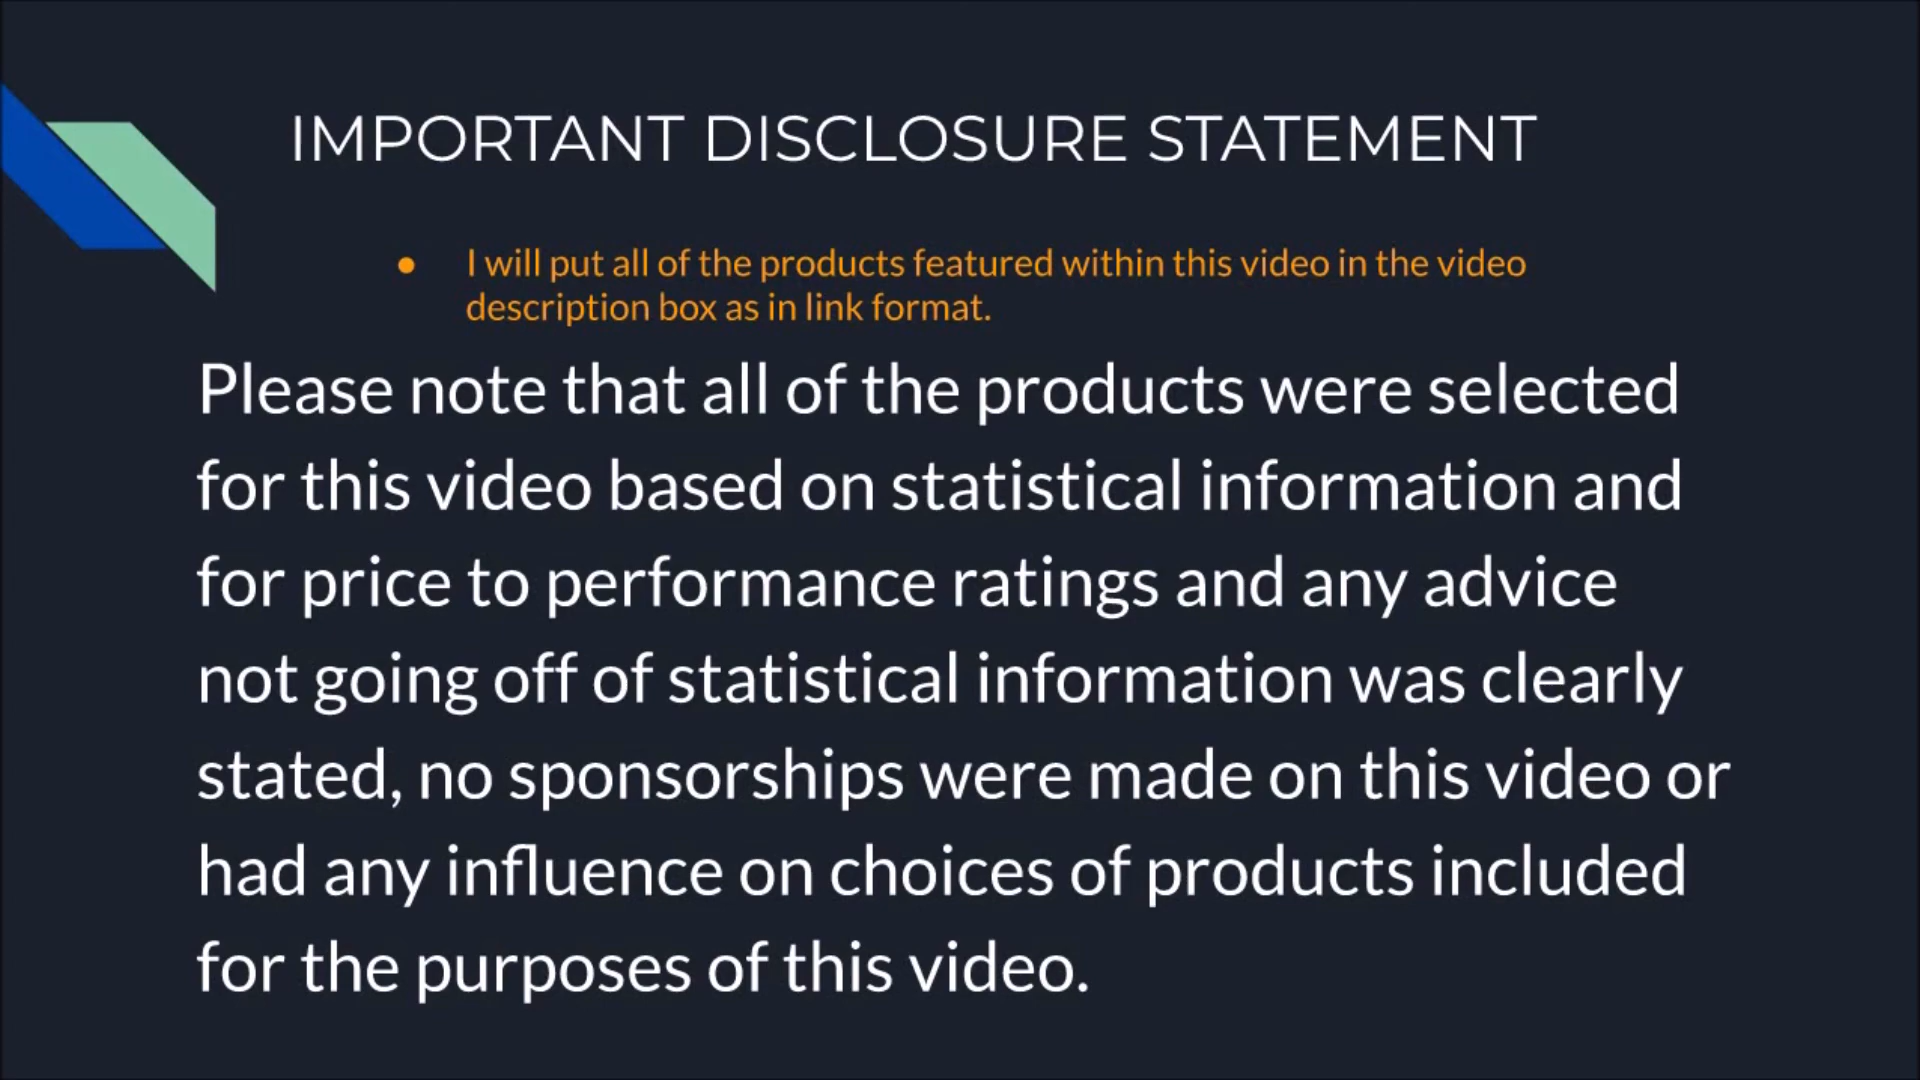 IMPORTANT DISCLOSURE STATEMENT
● I will put all of the products featured within this video in the video
description box as in link format.
Please note that all of the products were selected
for this video based on statistical information and
for price to performance ratings and any advice
not going off of statistical information was clearly
stated, no sponsorships were made on this video or
had any influence on choices of products included
for the purposes of this video.